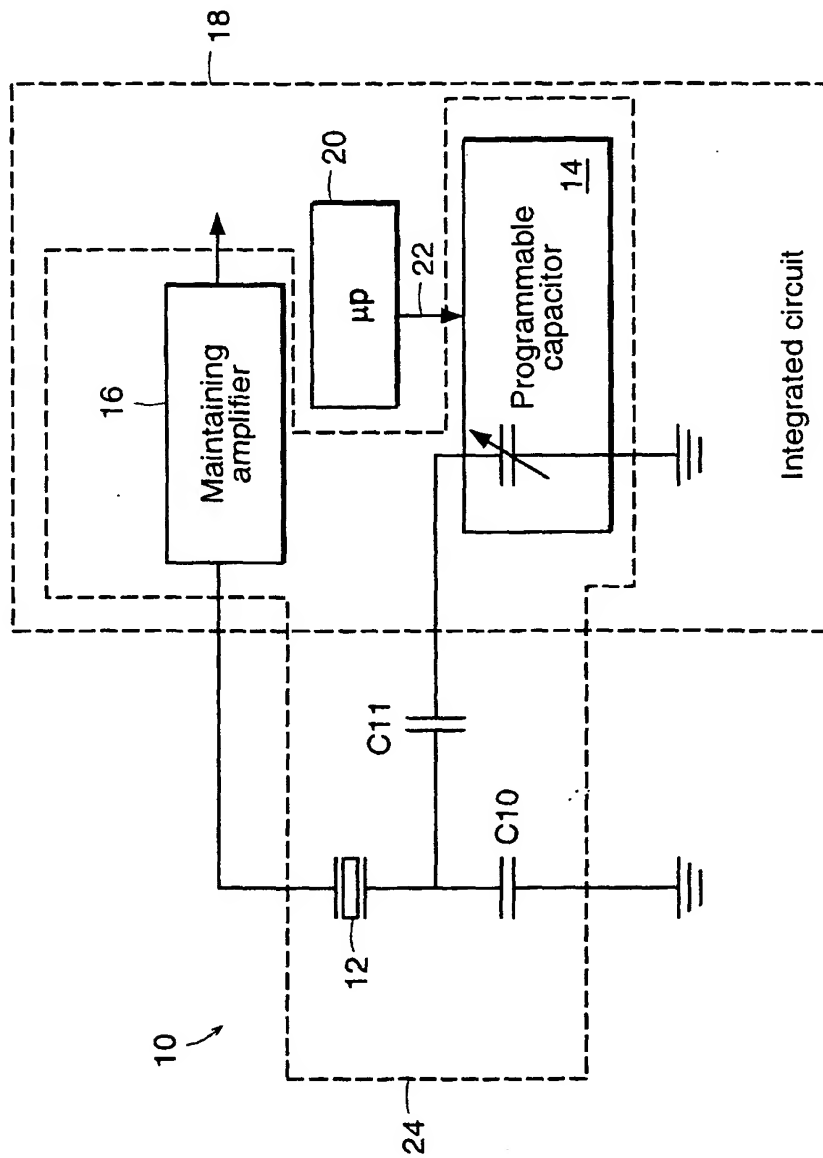 18
20
µp
22
16
Maintaining
amplifier
Programmable
capacitor
14
C11
C10
12
10
24
Integrated circuit